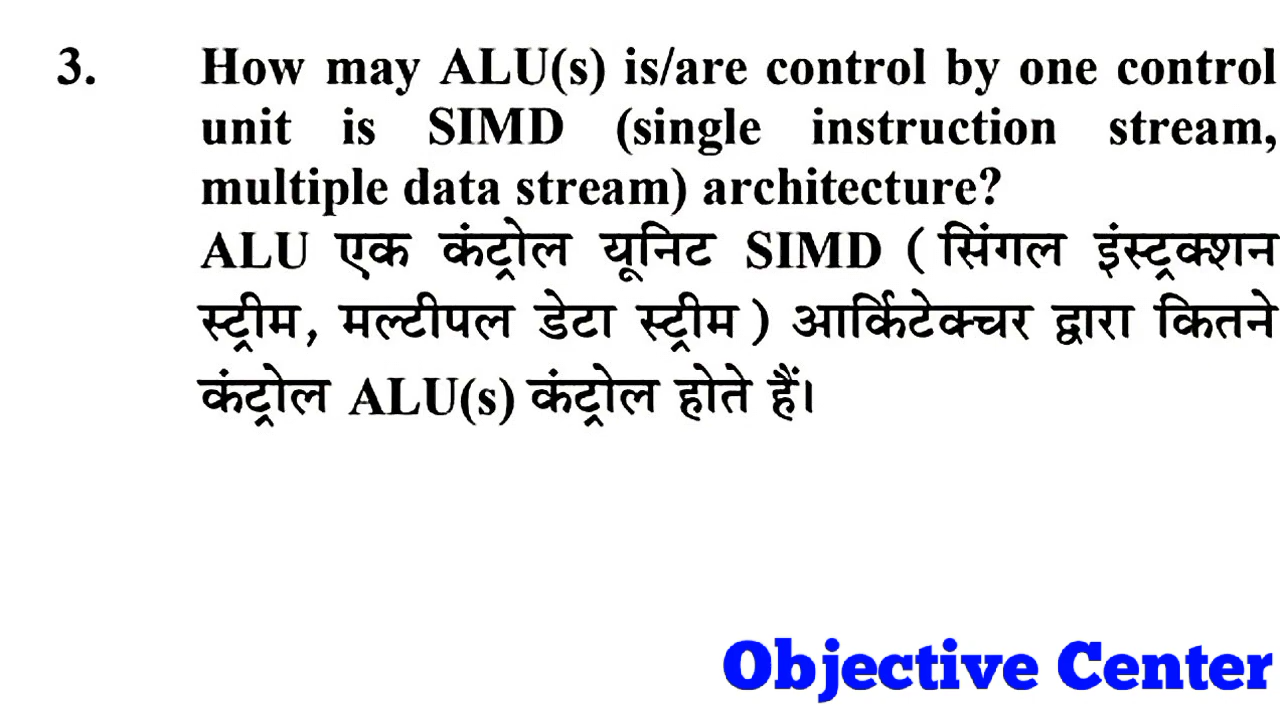 3. How may ALU(s) is/are control by one control
unit is SIMD (single instruction stream,
multiple data stream) architecture?
ALU एक कंट्रोल यूनिट SIMD ( सिंगल इंस्ट्रक्शन
स्ट्रीम, मल्टीपल डेटा स्ट्रीम ) आर्किटेक्चर द्वारा कितने
कंट्रोल ALU(s) कंट्रोल होते हैं।
Objective Center